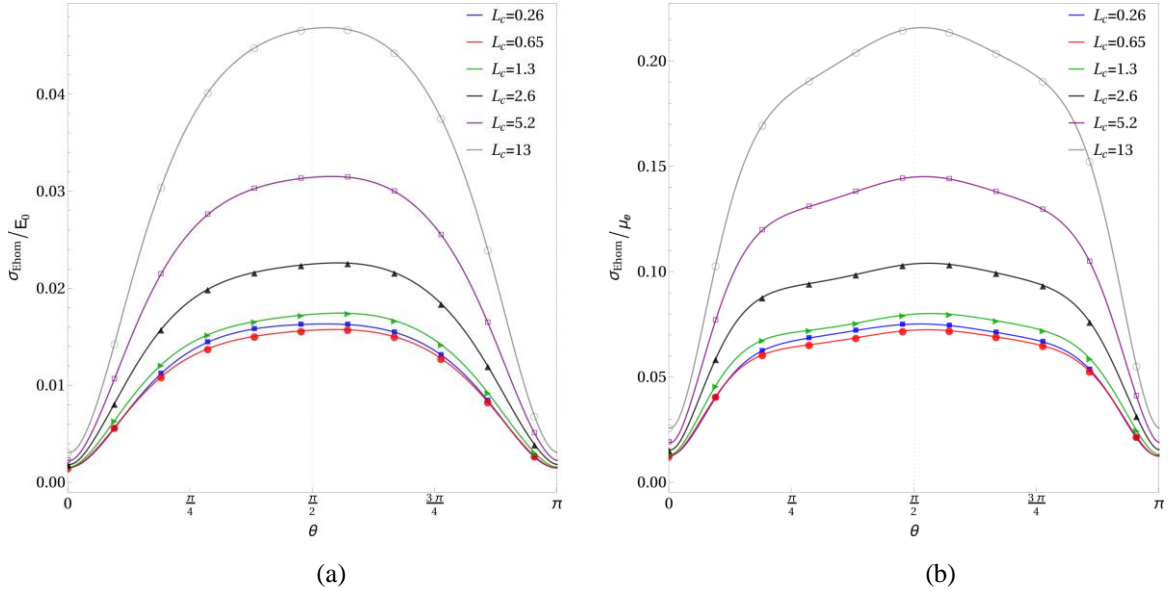 L_c=0.26
L_c=0.65
L_c=1.3
L_c=2.6
L_c=5.2
L_c=13
0.04
0.03
0.02
0.01
0.00
σ_Ehom / E_0
0
π/4
π/2
3π/4
π
θ
(a)
L_c=0.26
L_c=0.65
L_c=1.3
L_c=2.6
L_c=5.2
L_c=13
0.20
0.15
0.10
0.05
0.00
σ_Ehom / μ_e
0
π/4
π/2
3π/4
π
θ
(b)